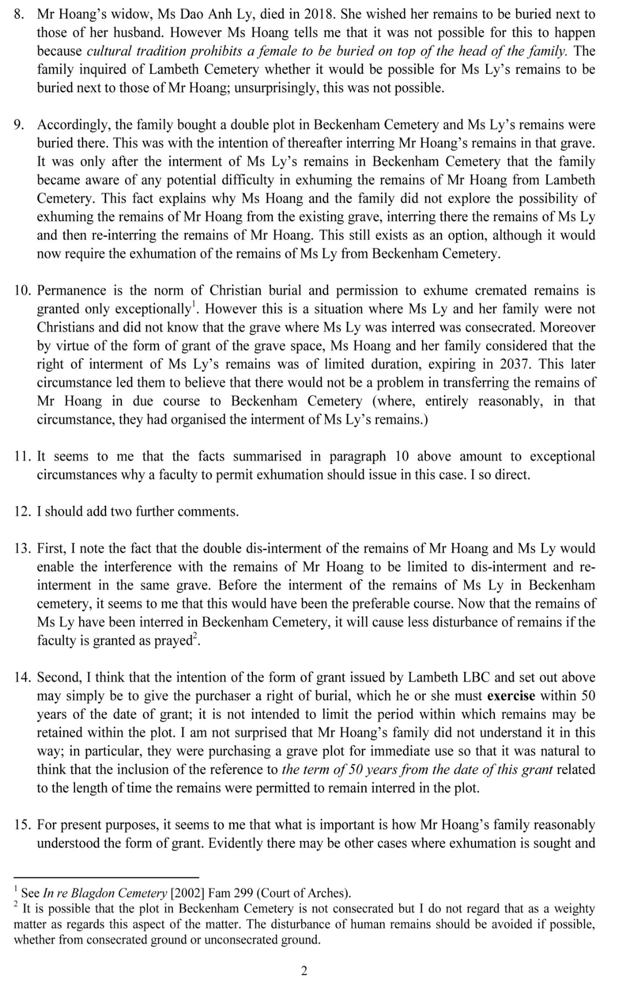 8. Mr Hoang’s widow, Ms Dao Anh Ly, died in 2018. She wished her remains to be buried next to
those of her husband. However Ms Hoang tells me that it was not possible for this to happen
because cultural tradition prohibits a female to be buried on top of the head of the family. The
family inquired of Lambeth Cemetery whether it would be possible for Ms Ly’s remains to be
buried next to those of Mr Hoang; unsurprisingly, this was not possible.
9. Accordingly, the family bought a double plot in Beckenham Cemetery and Ms Ly’s remains were
buried there. This was with the intention of thereafter interring Mr Hoang’s remains in that grave.
It was only after the interment of Ms Ly’s remains in Beckenham Cemetery that the family
became aware of any potential difficulty in exhuming the remains of Mr Hoang from Lambeth
Cemetery. This fact explains why Ms Hoang and the family did not explore the possibility of
exhuming the remains of Mr Hoang from the existing grave, interring there the remains of Ms Ly
and then re-interring the remains of Mr Hoang. This still exists as an option, although it would
now require the exhumation of the remains of Ms Ly from Beckenham Cemetery.
10. Permanence is the norm of Christian burial and permission to exhume cremated remains is
granted only exceptionally¹. However this is a situation where Ms Ly and her family were not
Christians and did not know that the grave where Ms Ly was interred was consecrated. Moreover
by virtue of the form of grant of the grave space, Ms Hoang and her family considered that the
right of interment of Ms Ly’s remains was of limited duration, expiring in 2037. This later
circumstance led them to believe that there would not be a problem in transferring the remains of
Mr Hoang in due course to Beckenham Cemetery (where, entirely reasonably, in that
circumstance, they had organised the interment of Ms Ly’s remains.)
11. It seems to me that the facts summarised in paragraph 10 above amount to exceptional
circumstances why a faculty to permit exhumation should issue in this case. I so direct.
12. I should add two further comments.
13. First, I note the fact that the double dis-interment of the remains of Mr Hoang and Ms Ly would
enable the interference with the remains of Mr Hoang to be limited to dis-interment and re-
interment in the same grave. Before the interment of the remains of Ms Ly in Beckenham
cemetery, it seems to me that this would have been the preferable course. Now that the remains of
Ms Ly have been interred in Beckenham Cemetery, it will cause less disturbance of remains if the
faculty is granted as prayed².
14. Second, I think that the intention of the form of grant issued by Lambeth LBC and set out above
may simply be to give the purchaser a right of burial, which he or she must exercise within 50
years of the date of grant; it is not intended to limit the period within which remains may be
retained within the plot. I am not surprised that Mr Hoang’s family did not understand it in this
way; in particular, they were purchasing a grave plot for immediate use so that it was natural to
think that the inclusion of the reference to the term of 50 years from the date of this grant related
to the length of time the remains were permitted to remain interred in the plot.
15. For present purposes, it seems to me that what is important is how Mr Hoang’s family reasonably
understood the form of grant. Evidently there may be other cases where exhumation is sought and
¹ See In re Blagdon Cemetery [2002] Fam 299 (Court of Arches).
² It is possible that the plot in Beckenham Cemetery is not consecrated but I do not regard that as a weighty
matter as regards this aspect of the matter. The disturbance of human remains should be avoided if possible,
whether from consecrated ground or unconsecrated ground.
2